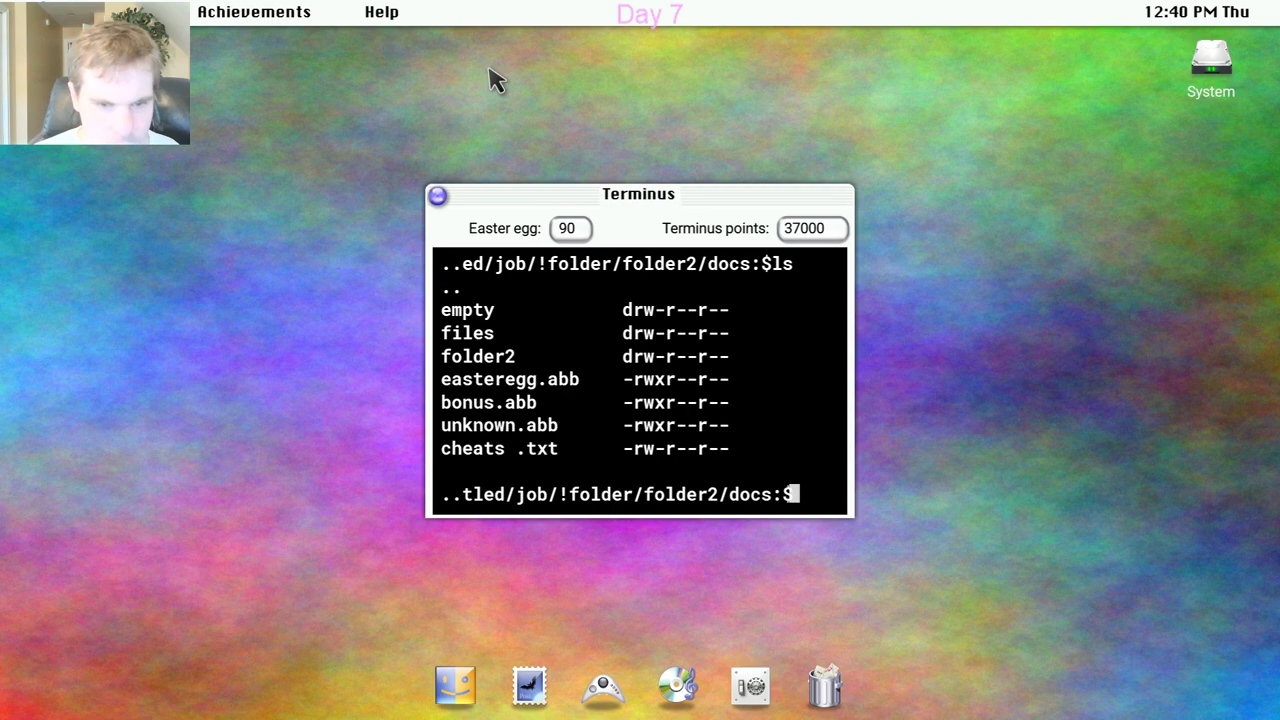 Achievements Help Day 7 12:40 PM Thu
System
Terminus
Easter egg: 90 Terminus points: 37000
..ed/job/!folder/folder2/docs:$ls
..
empty drw-r--r--
files drw-r--r--
folder2 drw-r--r--
easteregg.abb -rwxr--r--
bonus.abb -rwxr--r--
unknown.abb -rwxr--r--
cheats .txt -rw-r--r--
..tled/job/!folder/folder2/docs:$